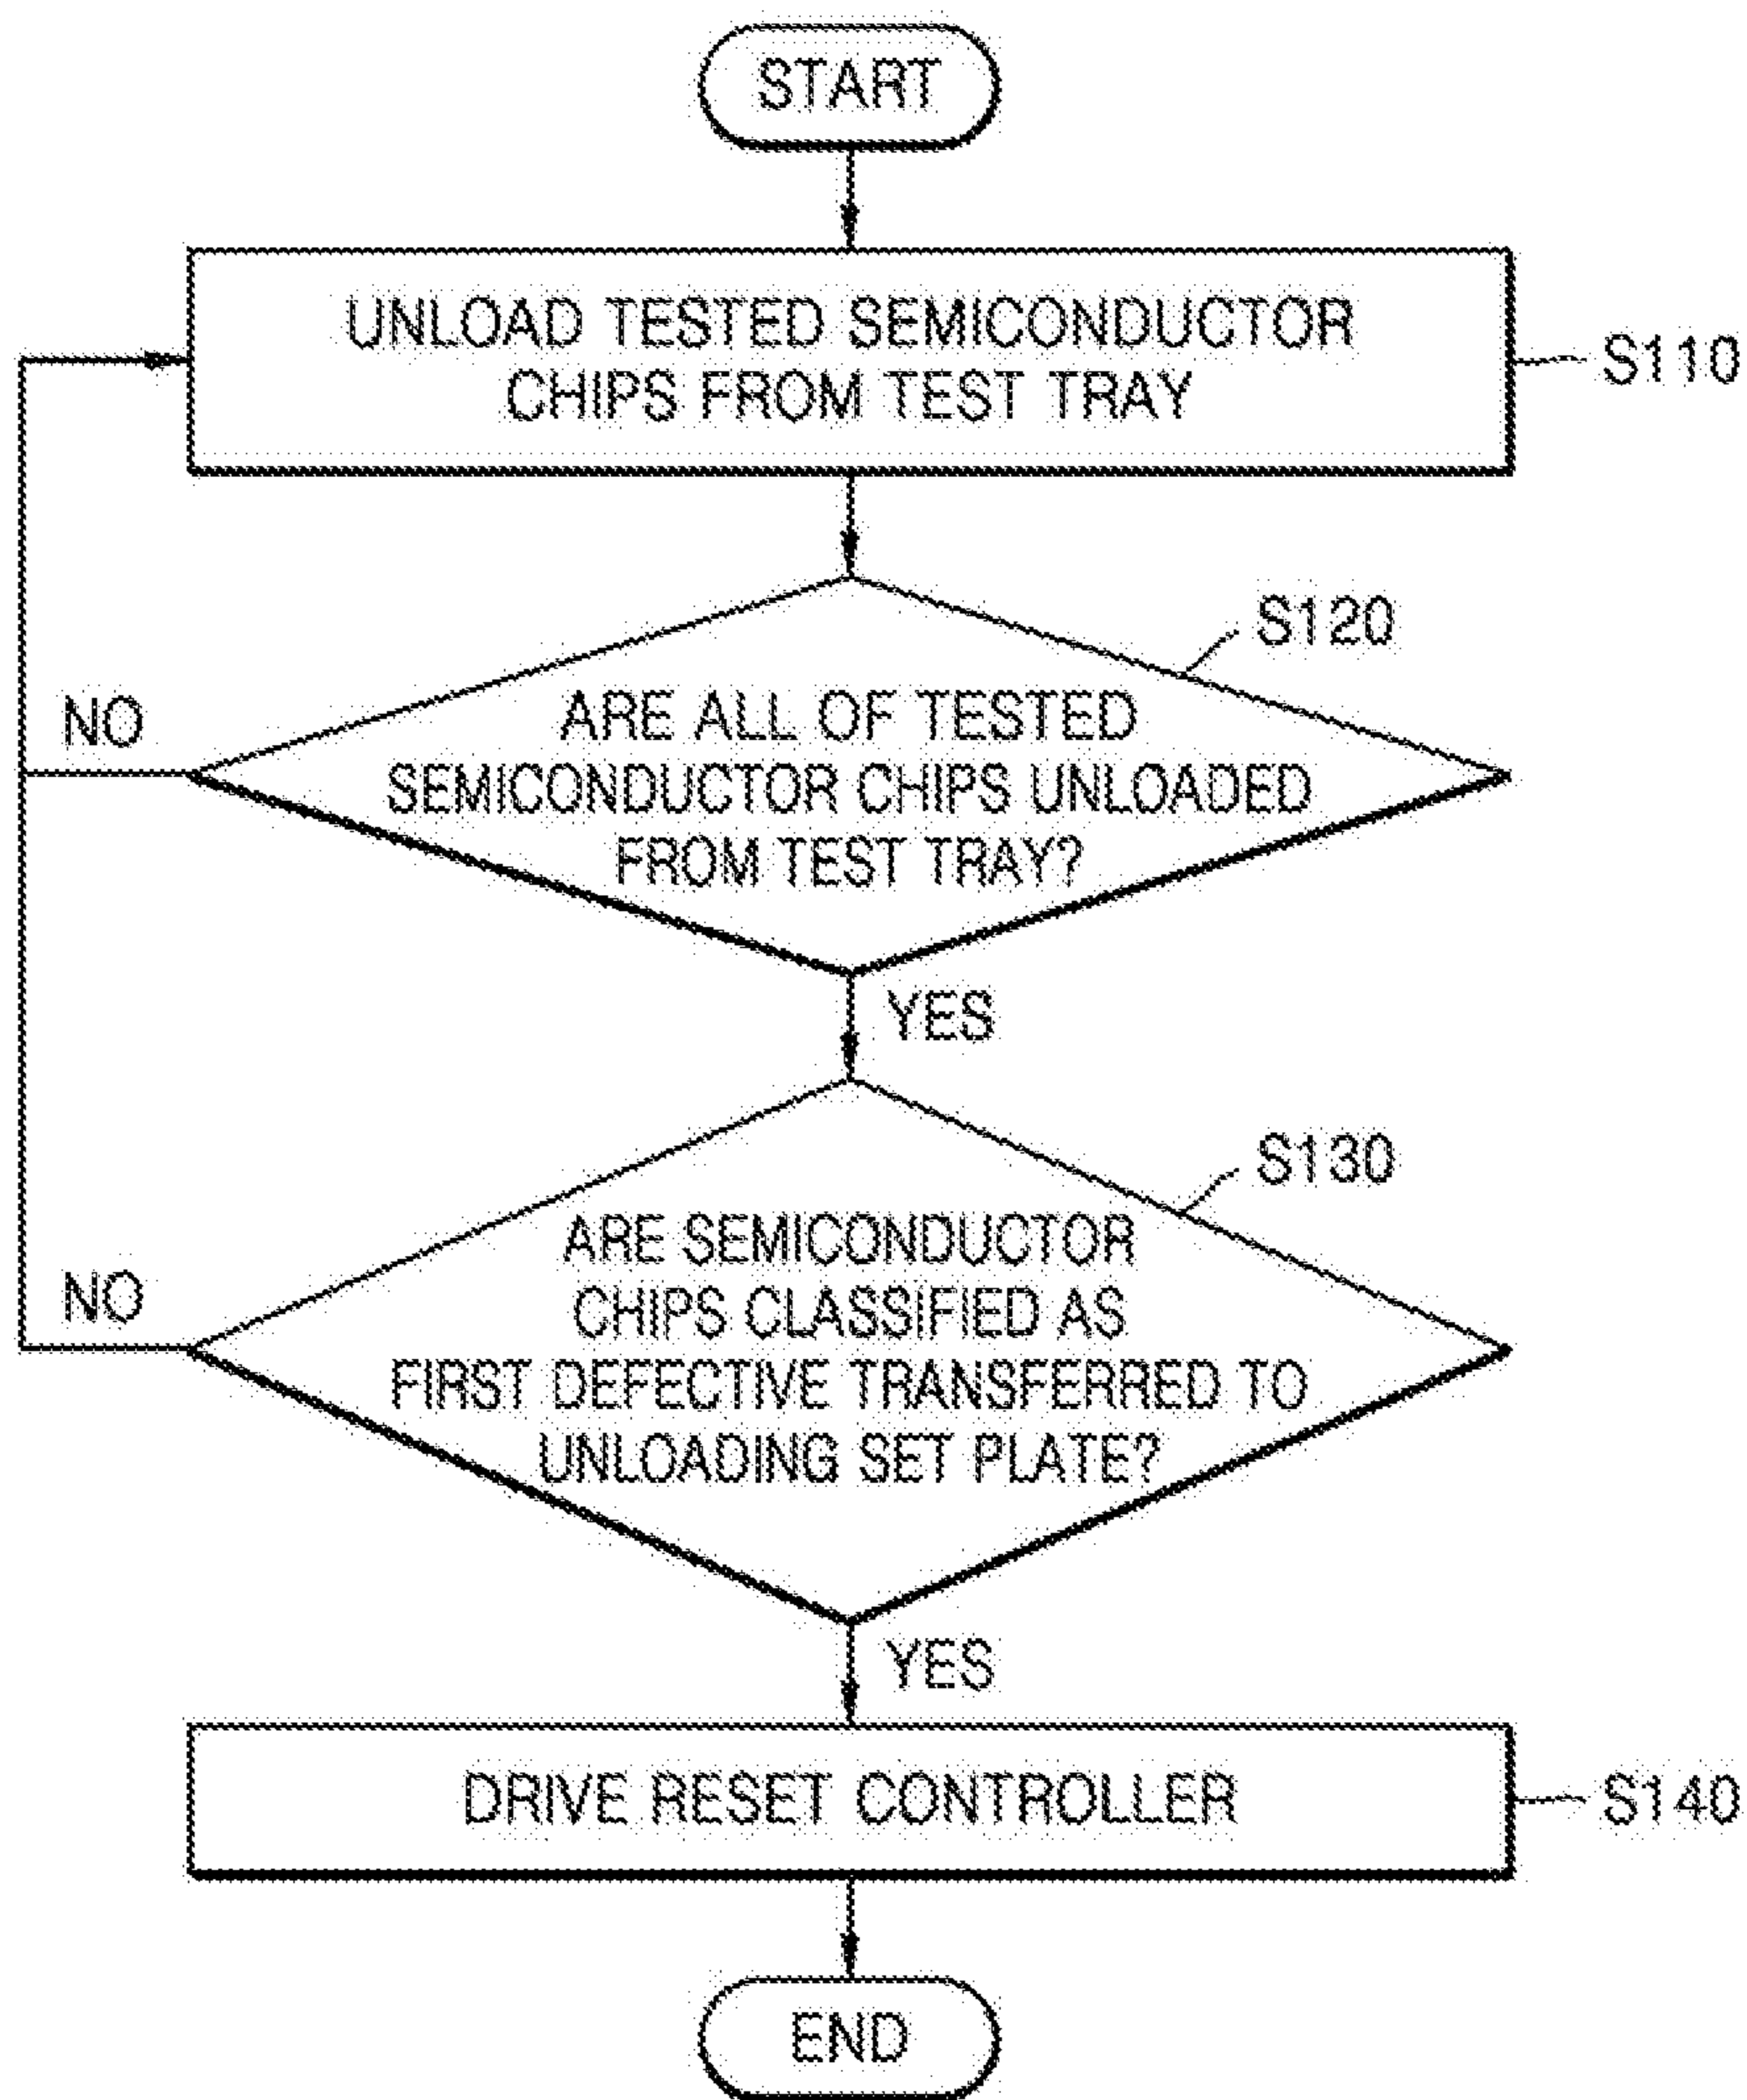 START
UNLOAD TESTED SEMICONDUCTOR
CHIPS FROM TEST TRAY
S110
S120
NO
ARE ALL OF TESTED
SEMICONDUCTOR CHIPS UNLOADED
FROM TEST TRAY?
YES
S130
NO
ARE SEMICONDUCTOR
CHIPS CLASSIFIED AS
FIRST DEFECTIVE TRANSFERRED TO
UNLOADING SET PLATE?
YES
DRIVE RESET CONTROLLER
S140
END